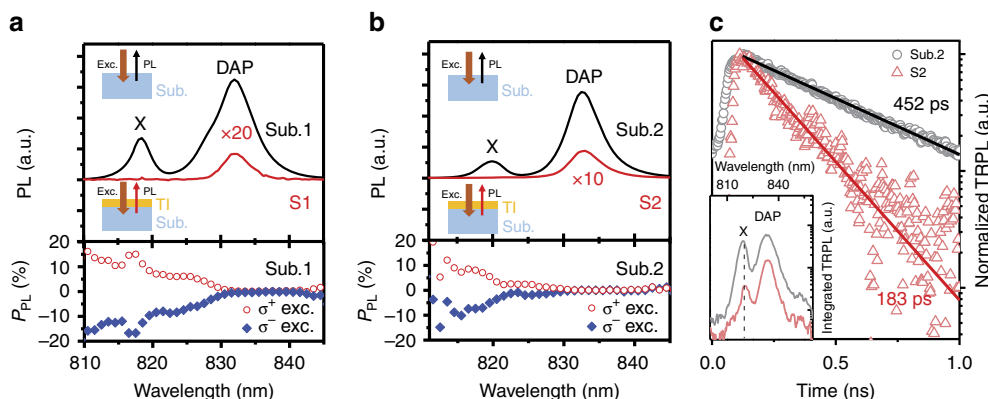 a
Exc.
PL
Sub.
DAP
X
×20
Sub.1
S1
Exc.
PL
TI
Sub.
PL (a.u.)
20
10
0
−10
−20
P_PL (%)
Sub.1
σ+ exc.
σ− exc.
810 820 830 840
Wavelength (nm)
b
Exc.
PL
Sub.
DAP
X
×10
Sub.2
S2
Exc.
PL
TI
Sub.
PL (a.u.)
20
10
0
−10
−20
P_PL (%)
Sub.2
σ+ exc.
σ− exc.
820 830 840
Wavelength (nm)
c
Sub.2
S2
452 ps
183 ps
Wavelength (nm)
810 840
DAP
X
Integrated TRPL (a.u.)
Normalized TRPL (a.u.)
0.0 0.5 1.0
Time (ns)